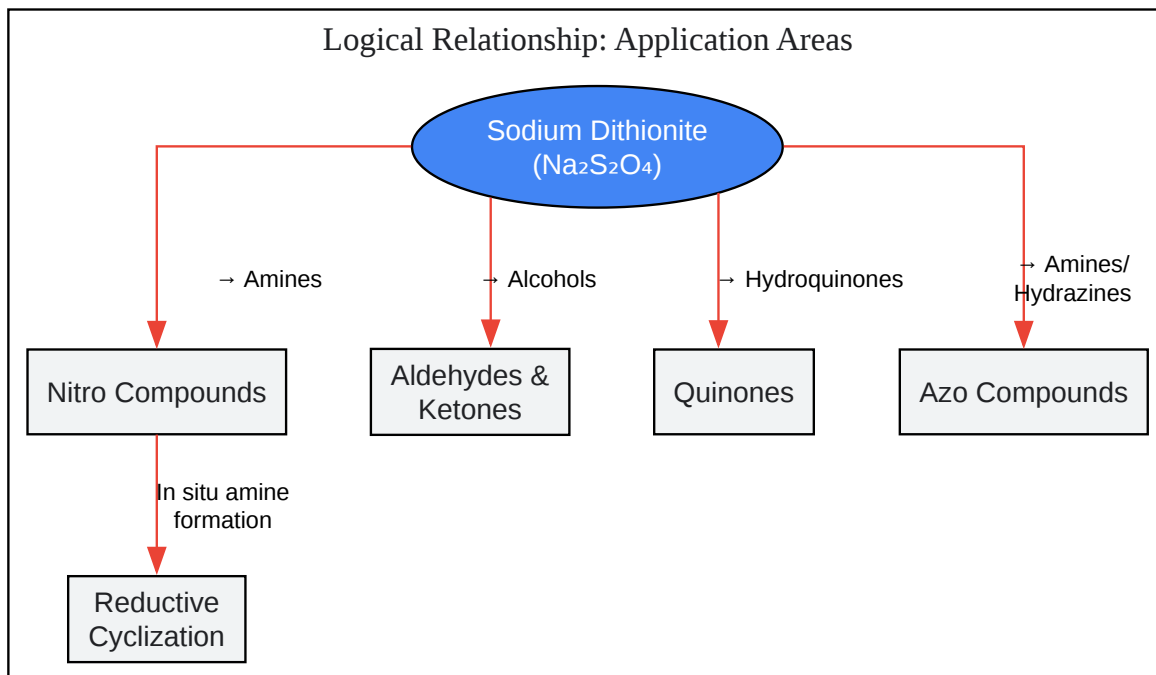 Logical Relationship: Application Areas
Sodium Dithionite
(Na₂S₂O₄)
→ Amines
→ Alcohols
→ Hydroquinones
→ Amines/
Hydrazines
Nitro Compounds
Aldehydes &
Ketones
Quinones
Azo Compounds
In situ amine
formation
Reductive
Cyclization